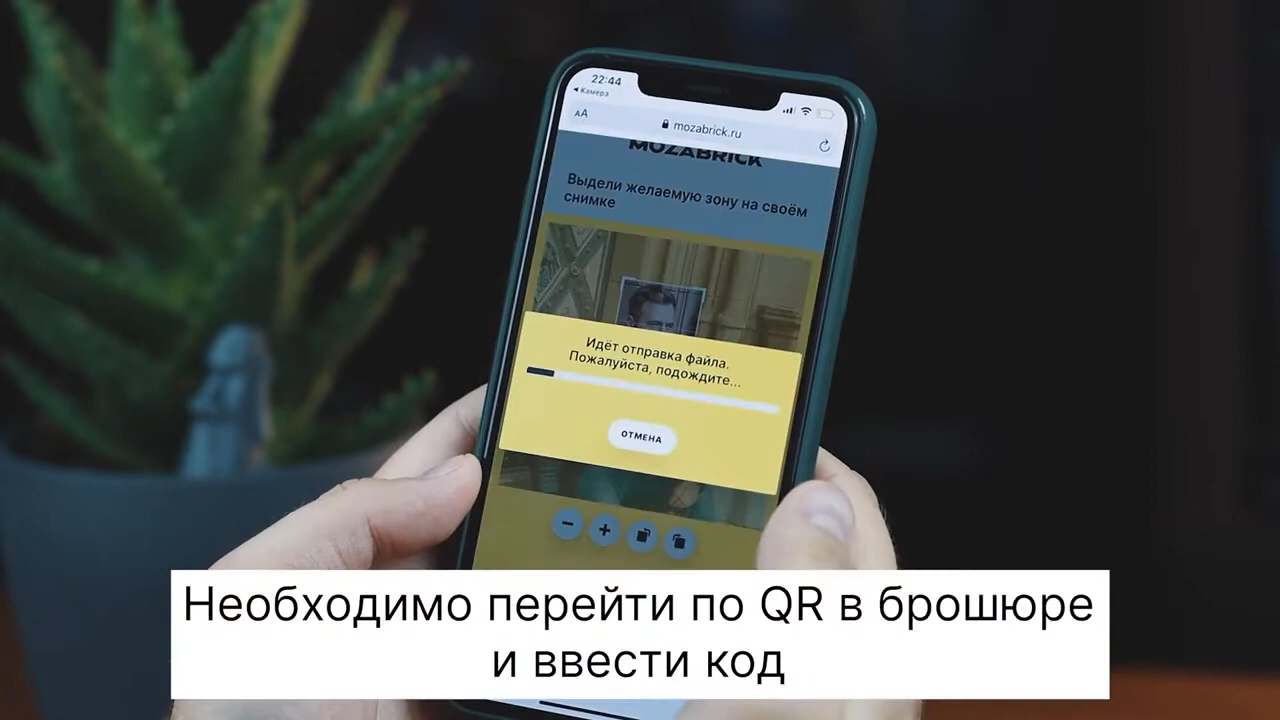 22:44
◀ Камера
AA
mozabrick.ru
MOZABRICK
Выдели желаемую зону на своём
снимке
Идёт отправка файла.
Пожалуйста, подождите...
ОТМЕНА
Необходимо перейти по QR в брошюре
и ввести код